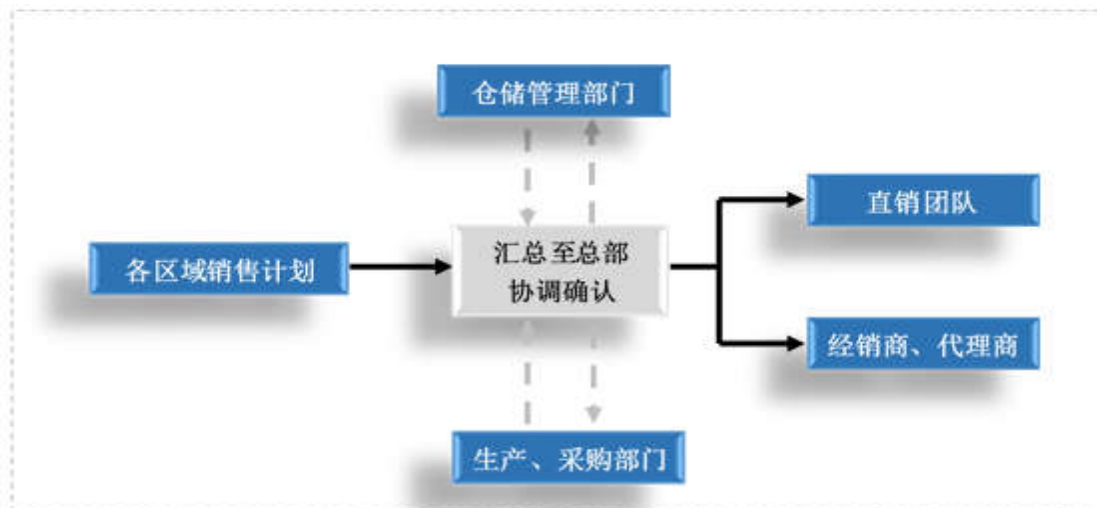 仓储管理部门
直销团队
各区域销售计划
汇总至总部
协调确认
经销商、代理商
生产、采购部门